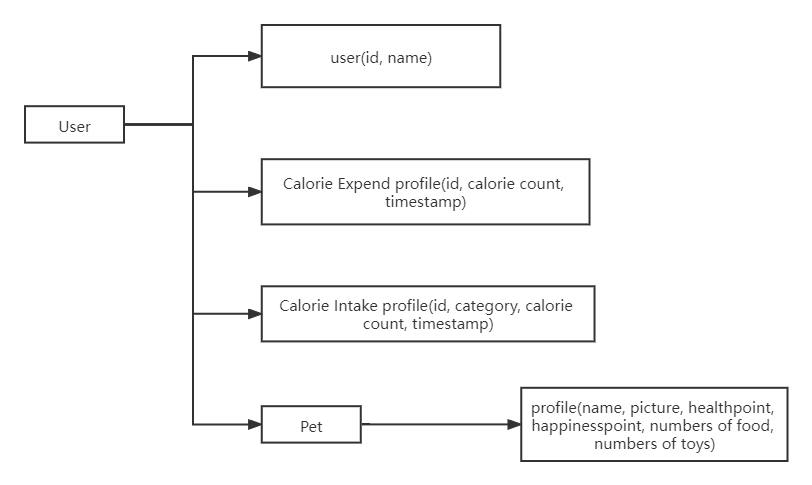 user(id, name)
User
Calorie Expend profile(id, calorie count,
timestamp)
Calorie Intake profile(id, category, calorie
count, timestamp)
Pet
profile(name, picture, healthpoint,
happinesspoint, numbers of food,
numbers of toys)